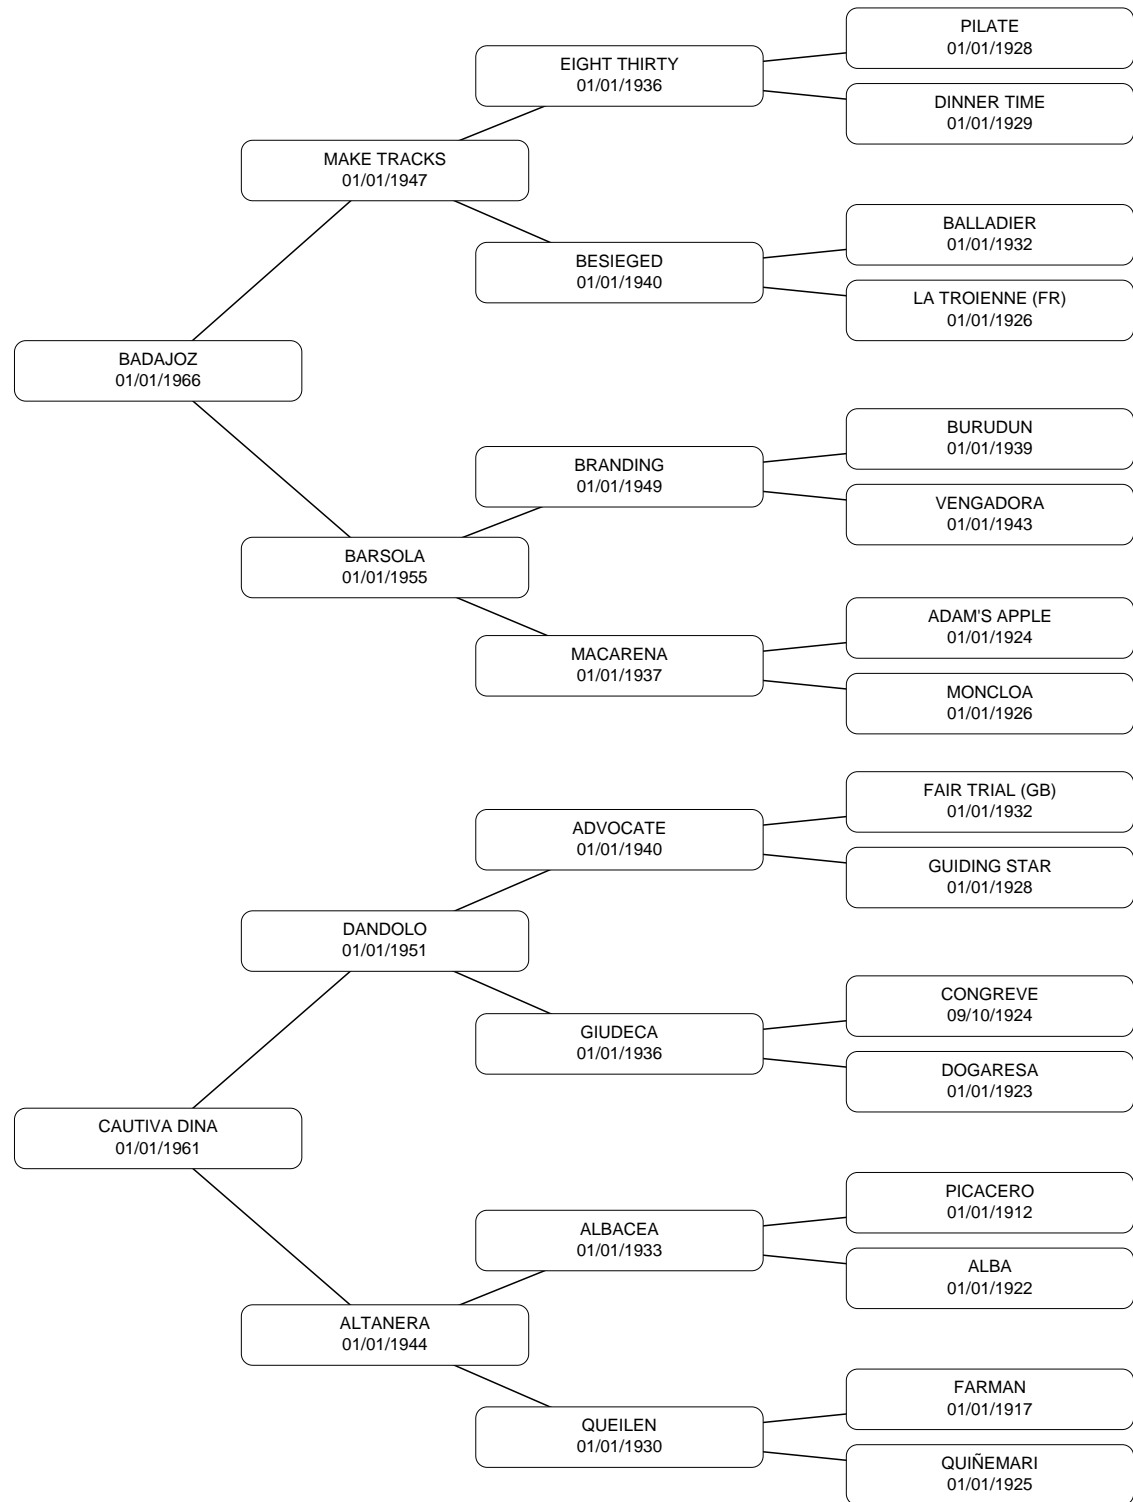 PILATE
01/01/1928
EIGHT THIRTY
01/01/1936
DINNER TIME
01/01/1929
MAKE TRACKS
01/01/1947
BALLADIER
01/01/1932
BESIEGED
01/01/1940
LA TROIENNE (FR)
01/01/1926
BADAJOZ
01/01/1966
BURUDUN
01/01/1939
BRANDING
01/01/1949
VENGADORA
01/01/1943
BARSOLA
01/01/1955
ADAM'S APPLE
01/01/1924
MACARENA
01/01/1937
MONCLOA
01/01/1926
FAIR TRIAL (GB)
01/01/1932
ADVOCATE
01/01/1940
GUIDING STAR
01/01/1928
DANDOLO
01/01/1951
CONGREVE
09/10/1924
GIUDECA
01/01/1936
DOGARESA
01/01/1923
CAUTIVA DINA
01/01/1961
PICACERO
01/01/1912
ALBACEA
01/01/1933
ALBA
01/01/1922
ALTANERA
01/01/1944
FARMAN
01/01/1917
QUEILEN
01/01/1930
QUIÑEMARI
01/01/1925